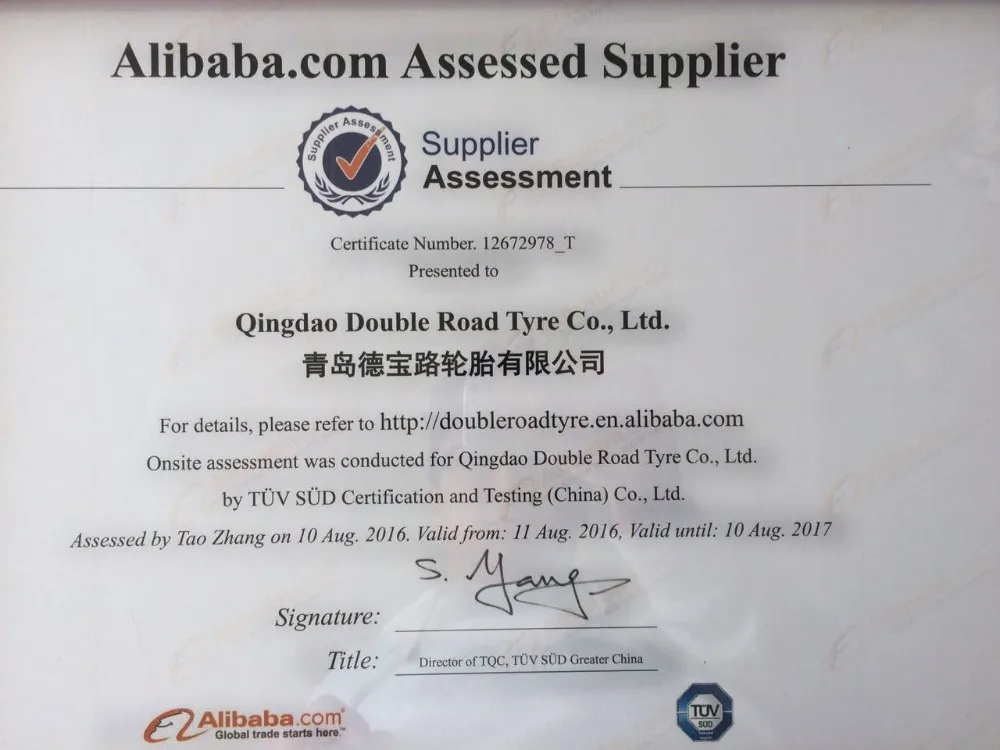 Alibaba.com Assessed Supplier
Supplier Assessment
Supplier
Assessment
Certificate Number. 12672978_T
Presented to
Qingdao Double Road Tyre Co., Ltd.
青岛德宝路轮胎有限公司
For details, please refer to http://doubleroadtyre.en.alibaba.com
Onsite assessment was conducted for Qingdao Double Road Tyre Co., Ltd.
by TÜV SÜD Certification and Testing (China) Co., Ltd.
Assessed by Tao Zhang on 10 Aug. 2016. Valid from: 11 Aug. 2016, Valid until: 10 Aug. 2017
S. Yang
Signature:
Title: Director of TQC, TÜV SÜD Greater China
Alibaba.com®
Global trade starts here.™
TÜV
SÜD